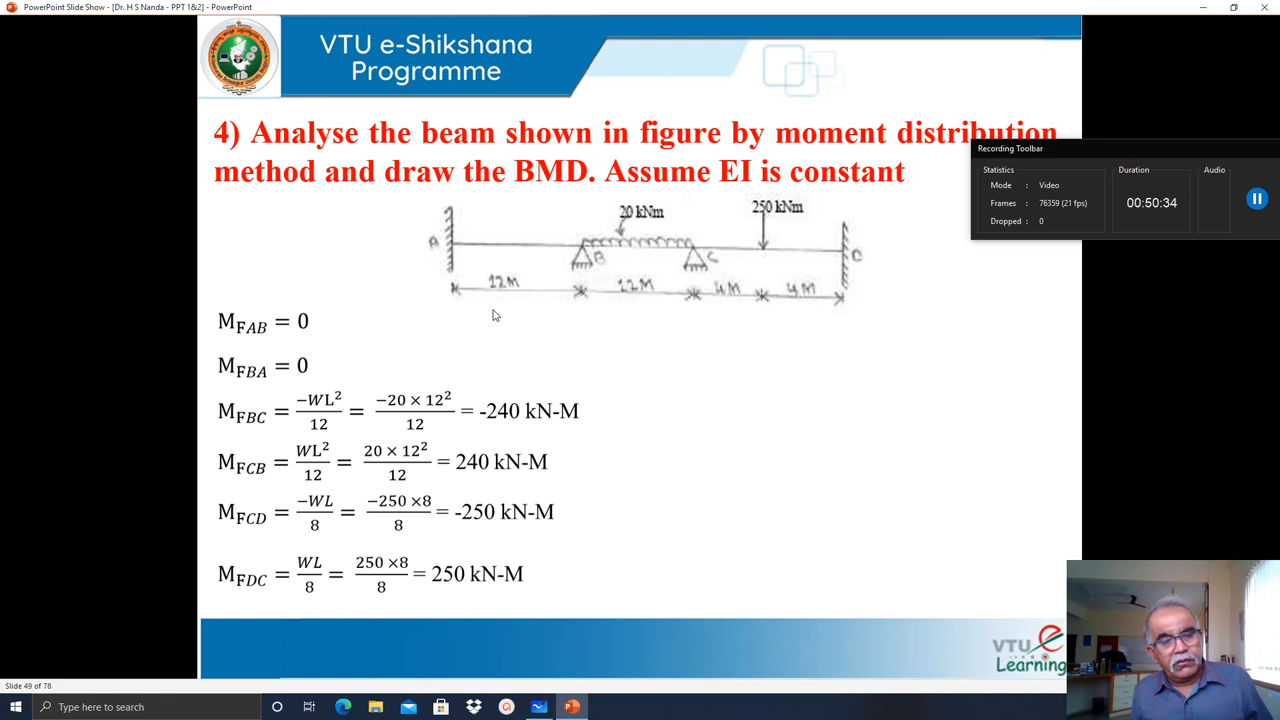 PowerPoint Slide Show - [Dr. H S Nanda - PPT 1&2] - PowerPoint
VTU e-Shikshana
Programme
4) Analyse the beam shown in figure by moment distribution
method and draw the BMD. Assume EI is constant
Recording Toolbar
Statistics
Duration
Audio
Mode : Video
Frames : 76359 (21 fps)
Dropped : 0
00:50:34
20 kNm
250 kNm
A
B
C
12M
12M
4M
4M
M_FAB = 0
M_FBA = 0
M_FBC = -WL²/12 = -20 × 12²/12 = -240 kN-M
M_FCB = WL²/12 = 20 × 12²/12 = 240 kN-M
M_FCD = -WL/8 = -250 ×8/8 = -250 kN-M
M_FDC = WL/8 = 250 ×8/8 = 250 kN-M
VTU e
Learning
Slide 49 of 78
Type here to search